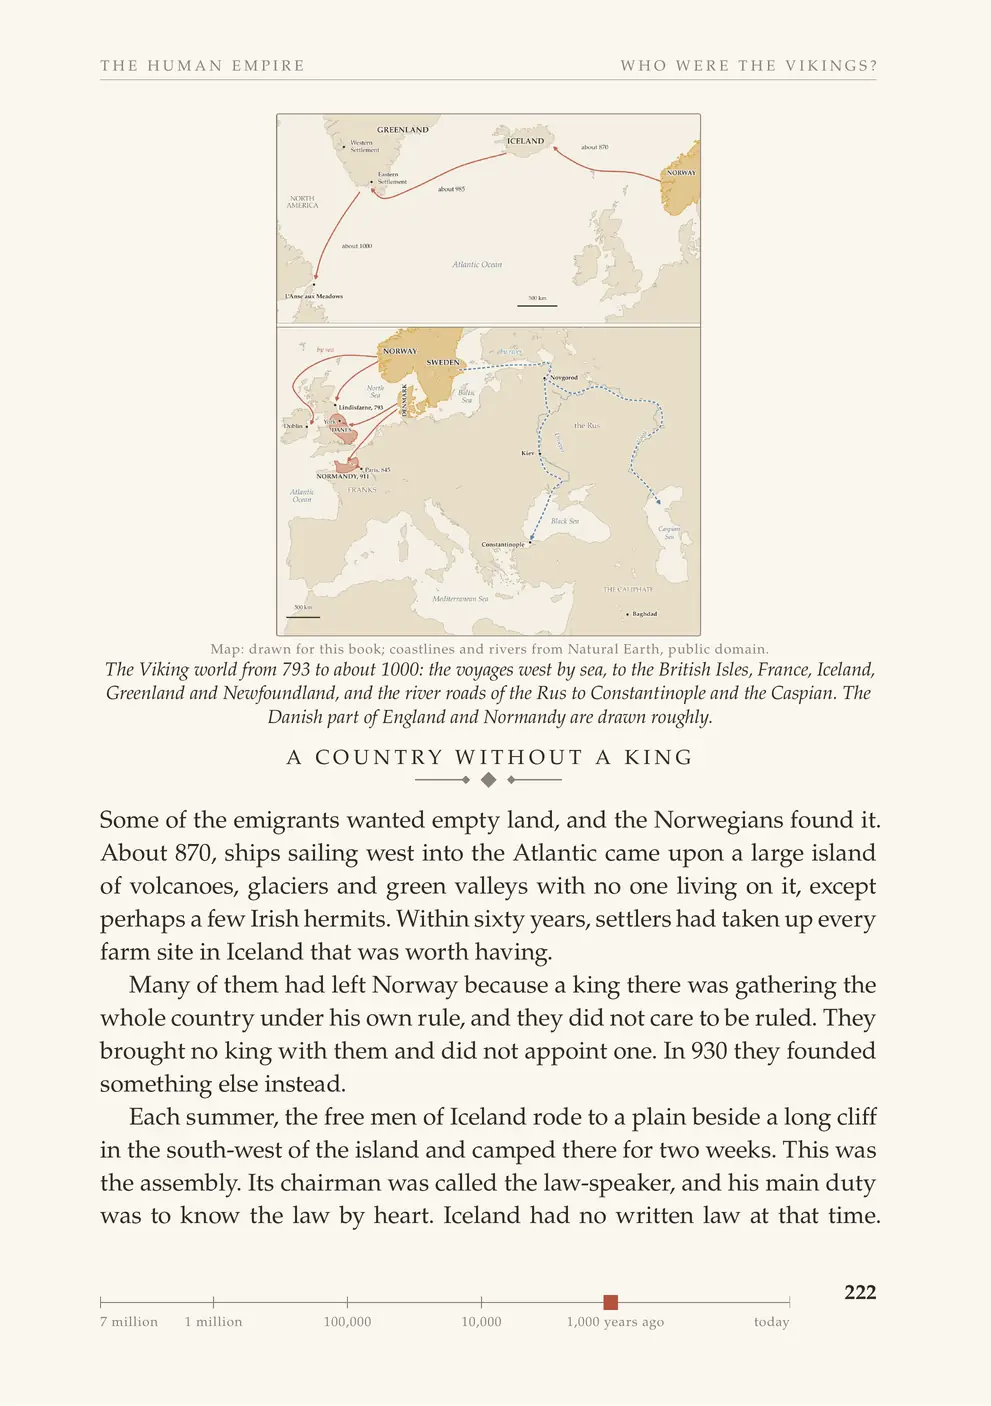 THE HUMAN EMPIRE
WHO WERE THE VIKINGS?
GREENLAND
Western
Settlement
ICELAND
about 870
NORWAY
Eastern
Settlement
about 985
NORTH
AMERICA
about 1000
Atlantic Ocean
L'Anse aux Meadows
500 km
by sea
NORWAY
SWEDEN
by river
North
Sea
DENMARK
Baltic
Sea
Novgorod
Lindisfarne, 793
York
DANES
Dublin
the Rus
Dnieper
Kiev
Paris, 845
NORMANDY, 911
FRANKS
Atlantic
Ocean
Black Sea
Caspian
Sea
Constantinople
THE CALIPHATE
Mediterranean Sea
500 km
Baghdad
Map: drawn for this book; coastlines and rivers from Natural Earth, public domain.
The Viking world from 793 to about 1000: the voyages west by sea, to the British Isles, France, Iceland,
Greenland and Newfoundland, and the river roads of the Rus to Constantinople and the Caspian. The
Danish part of England and Normandy are drawn roughly.
A COUNTRY WITHOUT A KING
Some of the emigrants wanted empty land, and the Norwegians found it.
About 870, ships sailing west into the Atlantic came upon a large island
of volcanoes, glaciers and green valleys with no one living on it, except
perhaps a few Irish hermits. Within sixty years, settlers had taken up every
farm site in Iceland that was worth having.
Many of them had left Norway because a king there was gathering the
whole country under his own rule, and they did not care to be ruled. They
brought no king with them and did not appoint one. In 930 they founded
something else instead.
Each summer, the free men of Iceland rode to a plain beside a long cliff
in the south-west of the island and camped there for two weeks. This was
the assembly. Its chairman was called the law-speaker, and his main duty
was to know the law by heart. Iceland had no written law at that time.
222
7 million
1 million
100,000
10,000
1,000 years ago
today